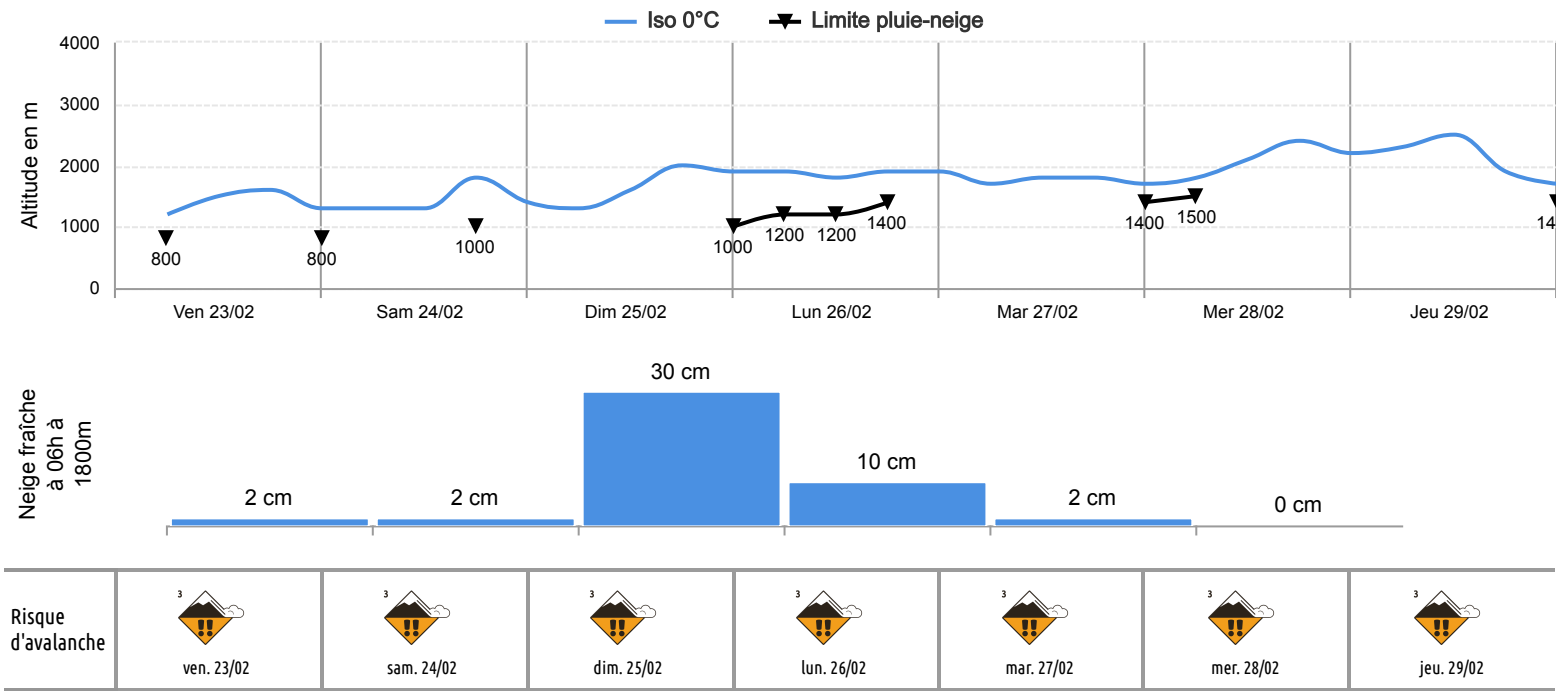 Iso 0°C Limite pluie-neige
4000
3000
2000
1000
0
Altitude en m
800 800 1000 1000 1200 1200 1400 1400 1500 14
Ven 23/02 Sam 24/02 Dim 25/02 Lun 26/02 Mar 27/02 Mer 28/02 Jeu 29/02
Neige fraîche
à 06h à
1800m
2 cm 2 cm 30 cm 10 cm 2 cm 0 cm
Risque
d'avalanche
3 3 3 3 3 3 3
ven. 23/02 sam. 24/02 dim. 25/02 lun. 26/02 mar. 27/02 mer. 28/02 jeu. 29/02